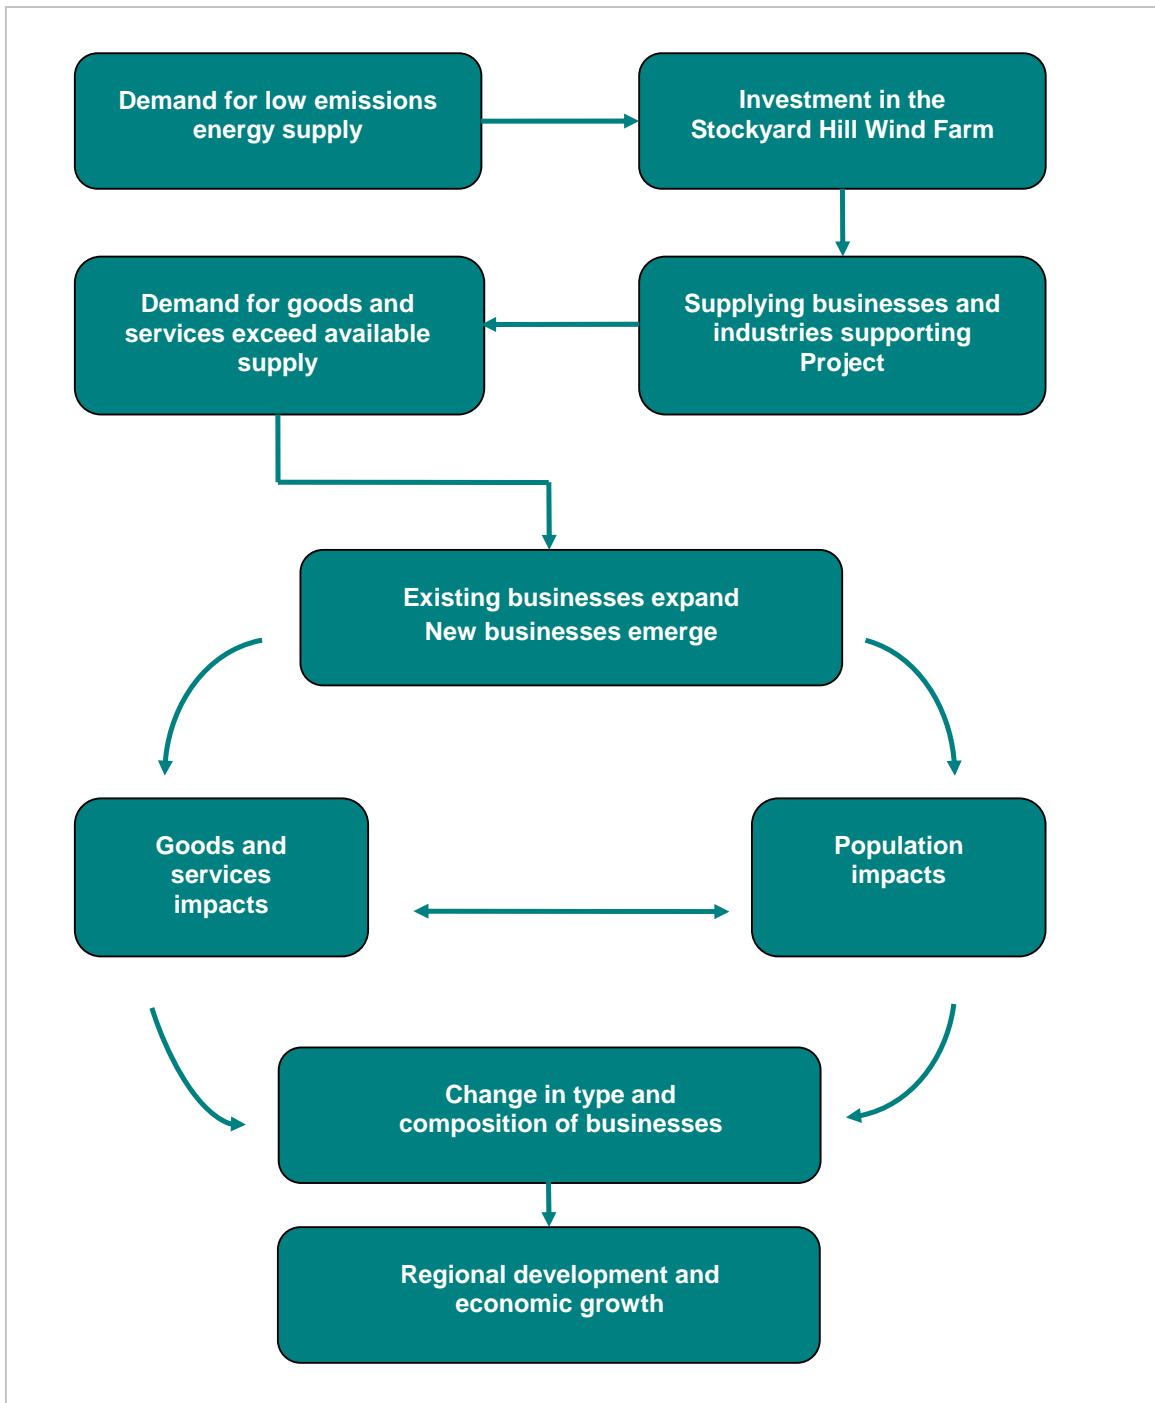 Demand for low emissions
energy supply
Investment in the
Stockyard Hill Wind Farm
Demand for goods and
services exceed available
supply
Supplying businesses and
industries supporting
Project
Existing businesses expand
New businesses emerge
Goods and
services
impacts
Population
impacts
Change in type and
composition of businesses
Regional development and
economic growth